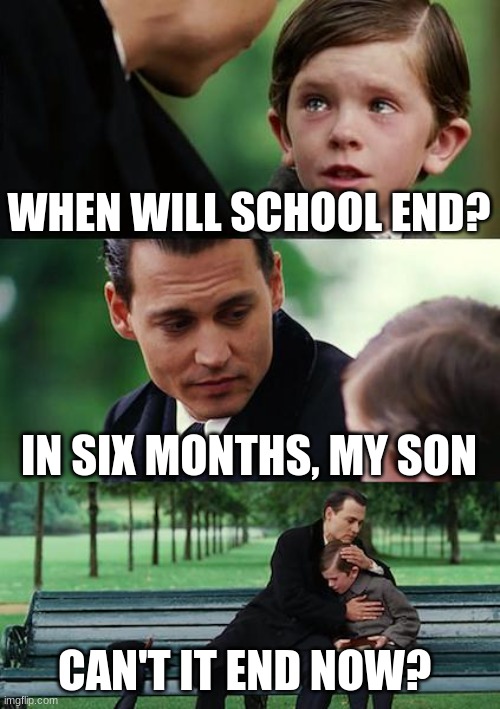 WHEN WILL SCHOOL END?
IN SIX MONTHS, MY SON
CAN'T IT END NOW?
imgflip.com